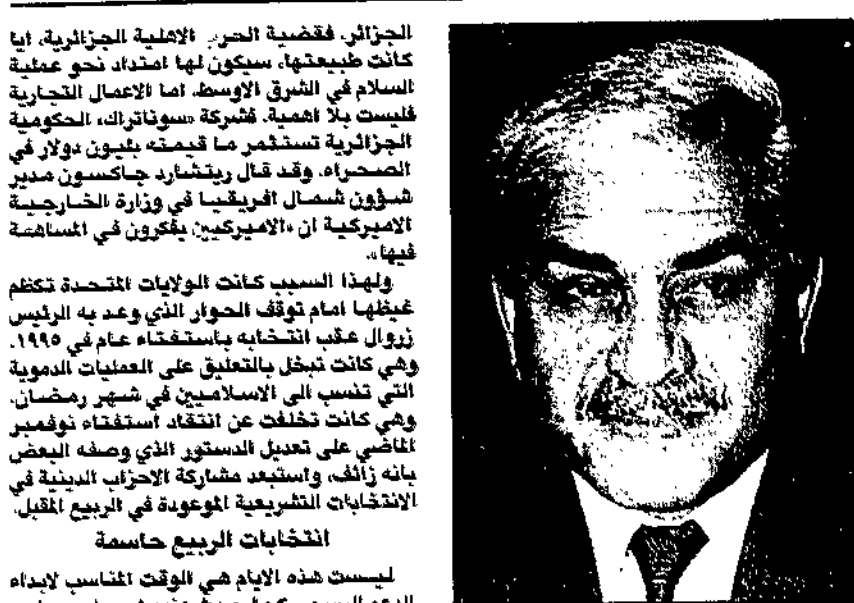 الجزائر. فقضية الحرب الاهلية الجزائرية، ايا
كانت طبيعتها، سيكون لها امتداد نحو عملية
السلام في الشرق الاوسط. اما الاعمال التجارية
فليست بلا اهمية. فشركة «سوناتراك» الحكومية
الجزائرية تستثمر ما قيمته بليون دولار في
الصحراء. وقد قال ريتشارد جاكسون مدير
شؤون شمال افريقيا في وزارة الخارجية
الاميركية ان «الاميركيين يفكرون في المساهمة
فيها».
ولهذا السبب كانت الولايات المتحدة تكظم
غيظها امام توقف الحوار الذي وعد به الرئيس
زروال عقب انتخابه باستفتاء عام في ١٩٩٥.
وهي كانت تبخل بالتعليق على العمليات الدموية
التي تنسب الى الاسلاميين في شهر رمضان.
وهي كانت تخلفت عن انتقاد استفتاء نوفمبر
الماضي على تعديل الدستور الذي وصفه البعض
بانه زائف، واستبعد مشاركة الاحزاب الدينية في
الانتخابات التشريعية الموعودة في الربيع المقبل.
انتخابات الربيع حاسمة
ليست هذه الايام هي الوقت المناسب لابداء